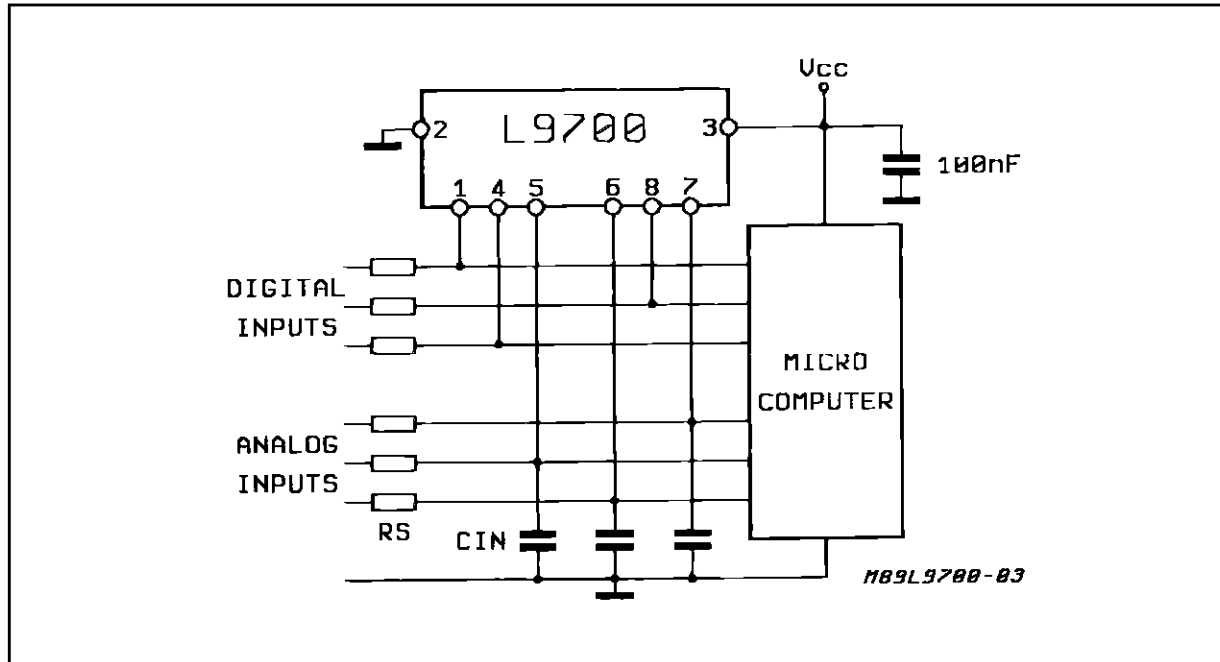 Vcc
2
L9700
3
100nF
1 4 5 6 8 7
DIGITAL
INPUTS
MICRO
COMPUTER
ANALOG
INPUTS
RS
CIN
M89L9700-03